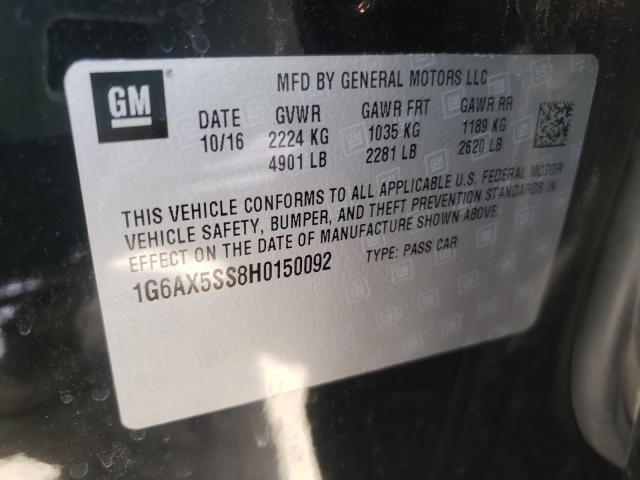 GM
MFD BY GENERAL MOTORS LLC
DATE GVWR GAWR FRT GAWR RR
10/16 2224 KG 1035 KG 1189 KG
4901 LB 2281 LB 2620 LB
THIS VEHICLE CONFORMS TO ALL APPLICABLE U.S. FEDERAL MOTOR
VEHICLE SAFETY, BUMPER, AND THEFT PREVENTION STANDARDS IN
EFFECT ON THE DATE OF MANUFACTURE SHOWN ABOVE.
1G6AX5SS8H0150092 TYPE: PASS CAR